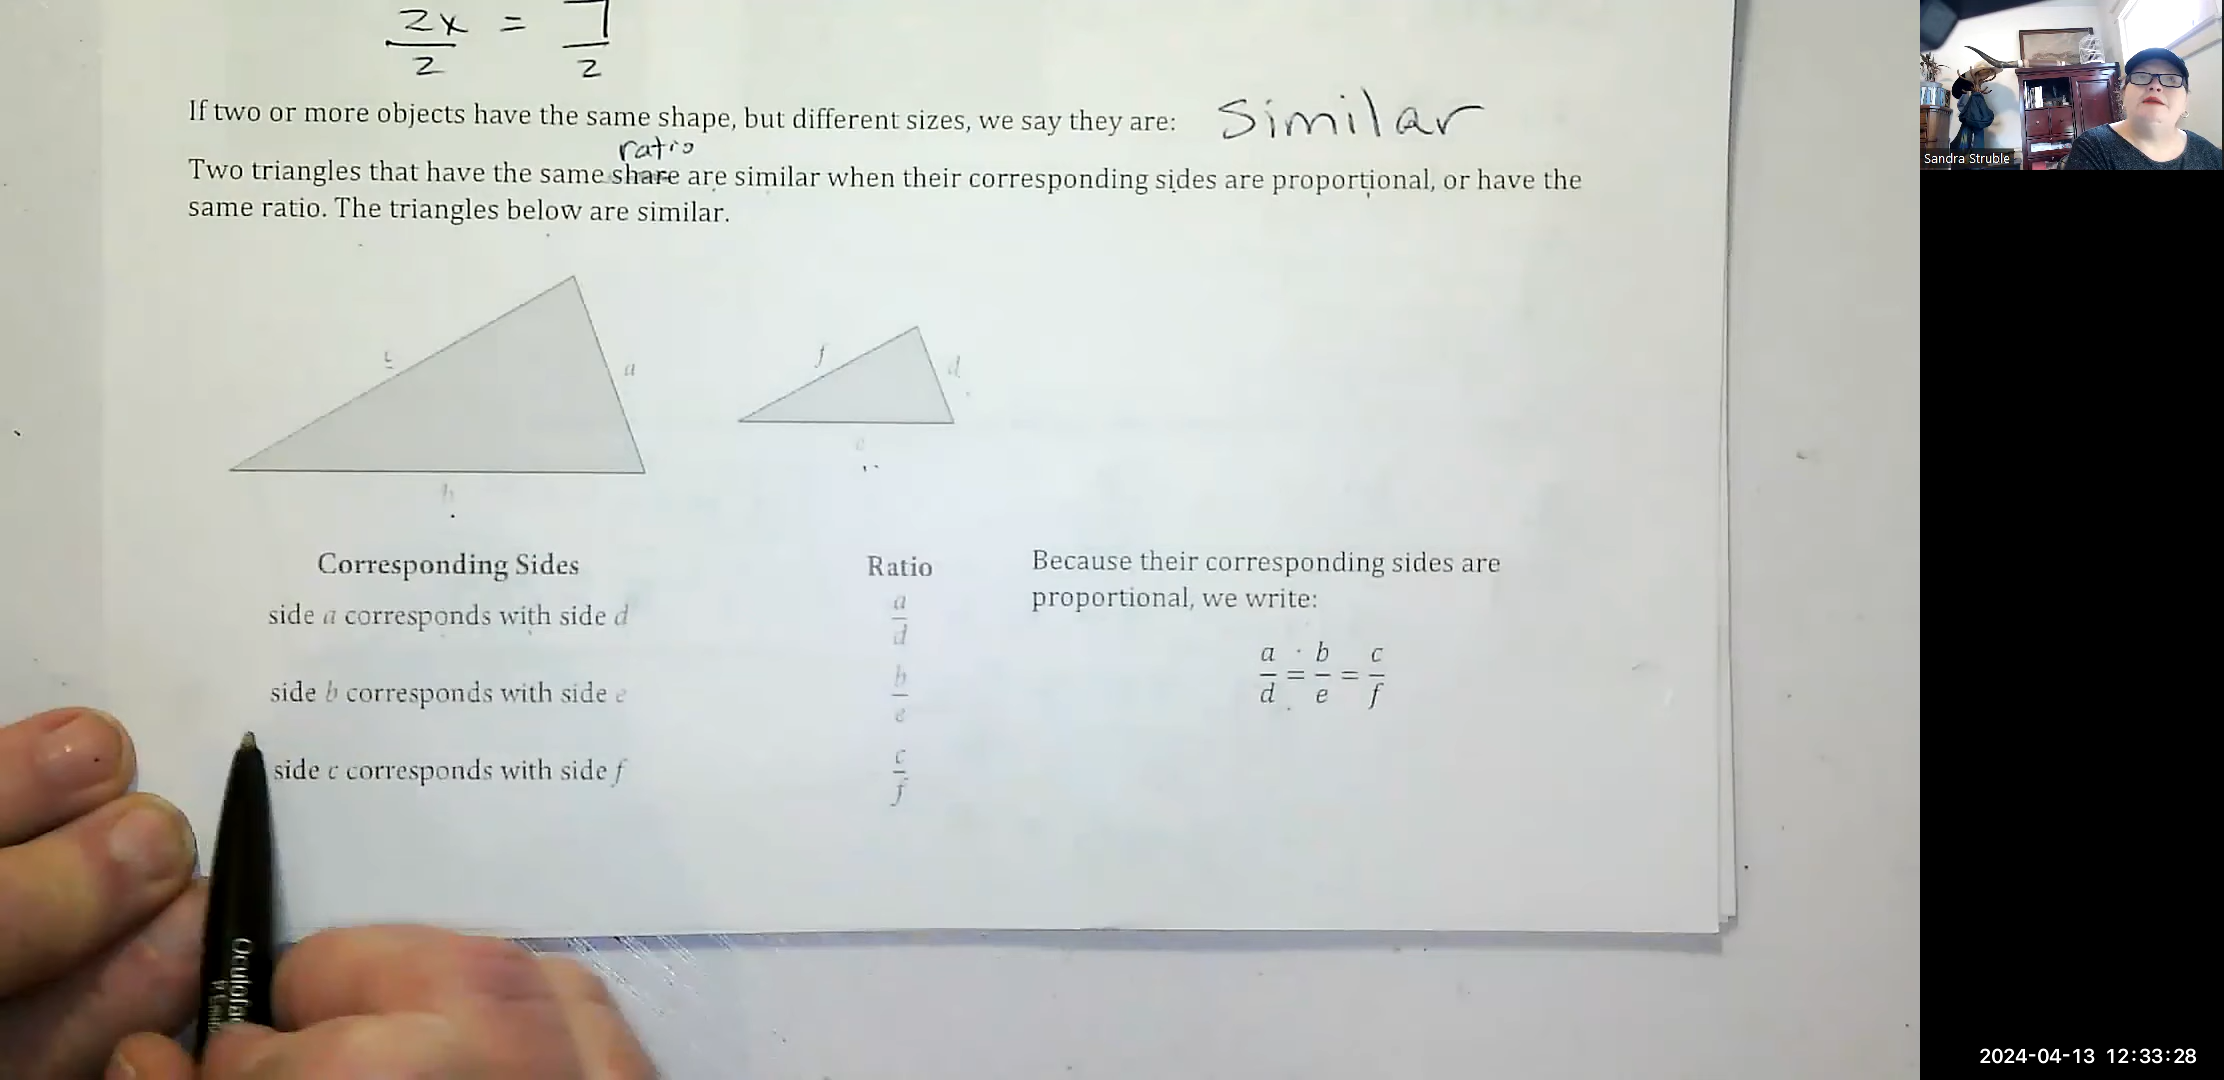 2x = 7
2 2
If two or more objects have the same shape, but different sizes, we say they are: Similar
ratio
Two triangles that have the same share are similar when their corresponding sides are proportional, or have the
same ratio. The triangles below are similar.
f
d
a
e
b
Corresponding Sides
side a corresponds with side d
side b corresponds with side e
side c corresponds with side f
Ratio
a
d
b
e
c
f
Because their corresponding sides are
proportional, we write:
a/d = b/e = c/f
Sandra Struble
2024-04-13 12:33:28